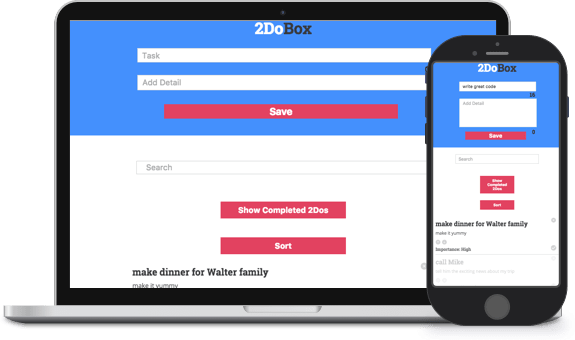 2DoBox
Task
Add Detail
Save
Search
Show Completed 2Dos
Sort
make dinner for Walter family
make it yummy
2DoBox
write great code
16
Add Detail
Save
0
Search
Show
Completed
2Dos
Sort
make dinner for Walter family
make it yummy
Importance: High
call Mike